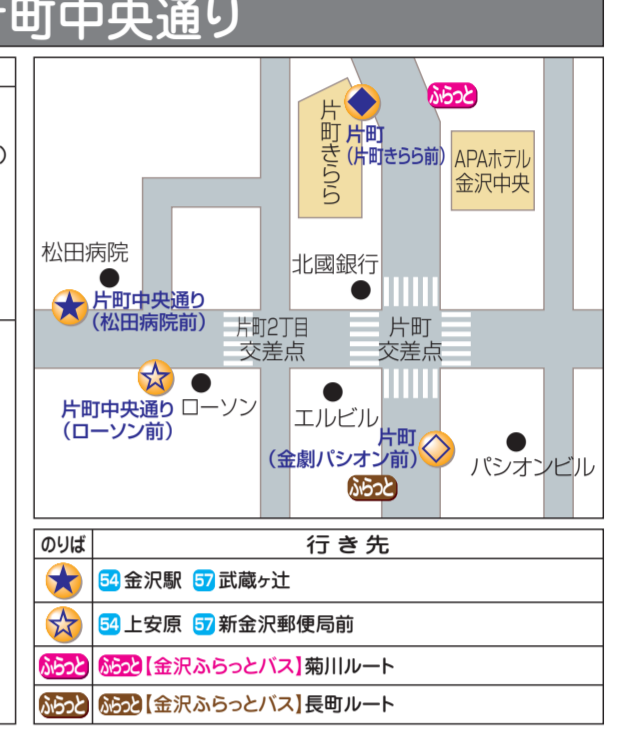 町中央通り
ふらっと
片町きらら
片町
(片町きらら前)
APAホテル
金沢中央
松田病院
北國銀行
片町中央通り
(松田病院前)
片町2丁目
交差点
片町
交差点
片町中央通り
(ローソン前)
ローソン
エルビル
片町
(金劇パシオン前)
パシオンビル
ふらっと
のりば 行き先
54 金沢駅 57 武蔵ヶ辻
54 上安原 57 新金沢郵便局前
ふらっと ふらっと【金沢ふらっとバス】菊川ルート
ふらっと ふらっと【金沢ふらっとバス】長町ルート